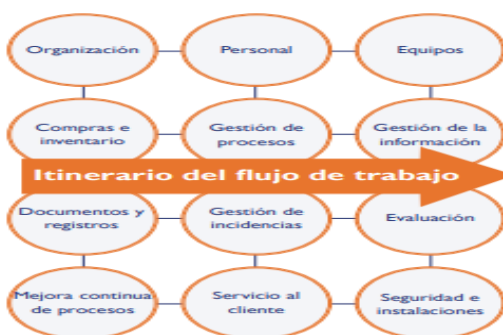 Organización
Personal
Equipos
Compras e
inventario
Gestión de
procesos
Gestión de la
información
Itinerario del flujo de trabajo
Documentos y
registros
Gestión de
incidencias
Evaluación
Mejora continua
de procesos
Servicio al
cliente
Seguridad e
instalaciones